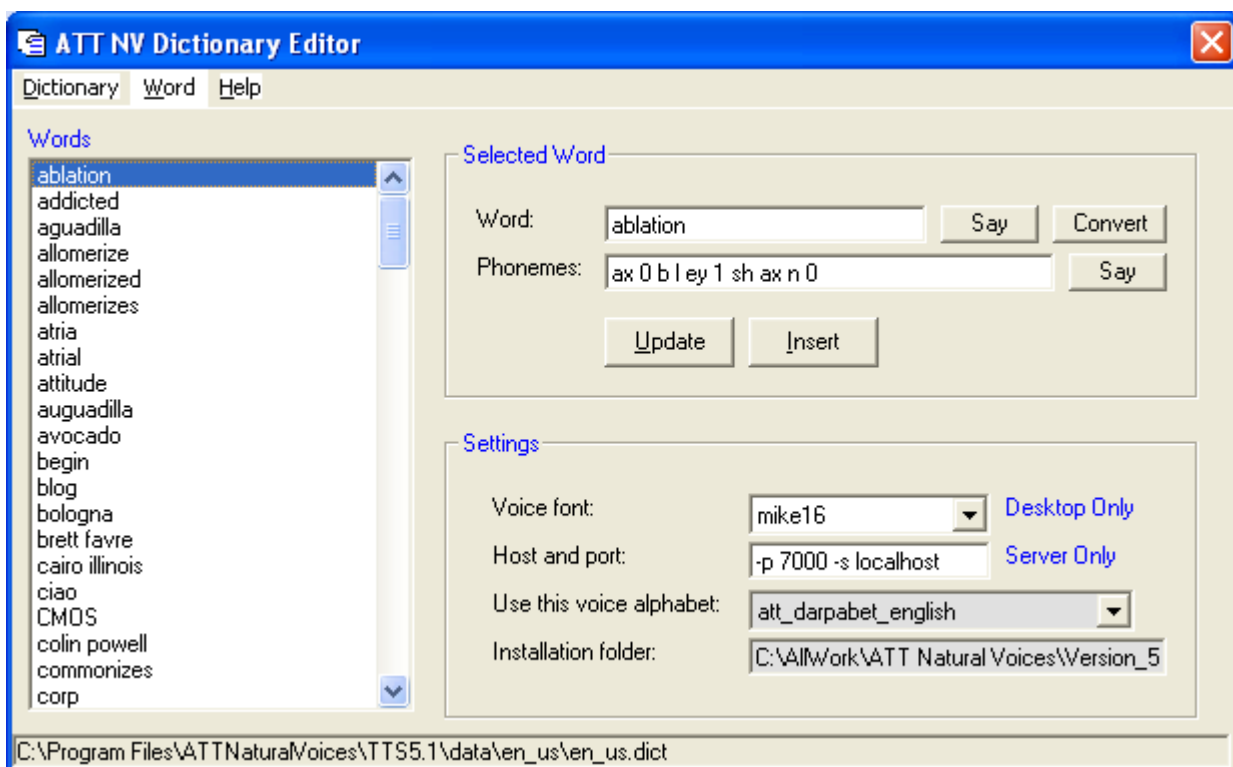 ATT NV Dictionary Editor
Dictionary Word Help
Words
ablation
addicted
aguadilla
allomerize
allomerized
allomerizes
atria
atrial
attitude
auguadilla
avocado
begin
blog
bologna
brett favre
cairo illinois
ciao
CMOS
colin powell
commonizes
corp
Selected Word
Word: ablation Say Convert
Phonemes: ax 0 b l ey 1 sh ax n 0 Say
Update Insert
Settings
Voice font: mike16 Desktop Only
Host and port: -p 7000 -s localhost Server Only
Use this voice alphabet: att_darpabet_english
Installation folder: C:\AllWork\ATT Natural Voices\Version_5
C:\Program Files\ATTNaturalVoices\TTS5.1\data\en_us\en_us.dict